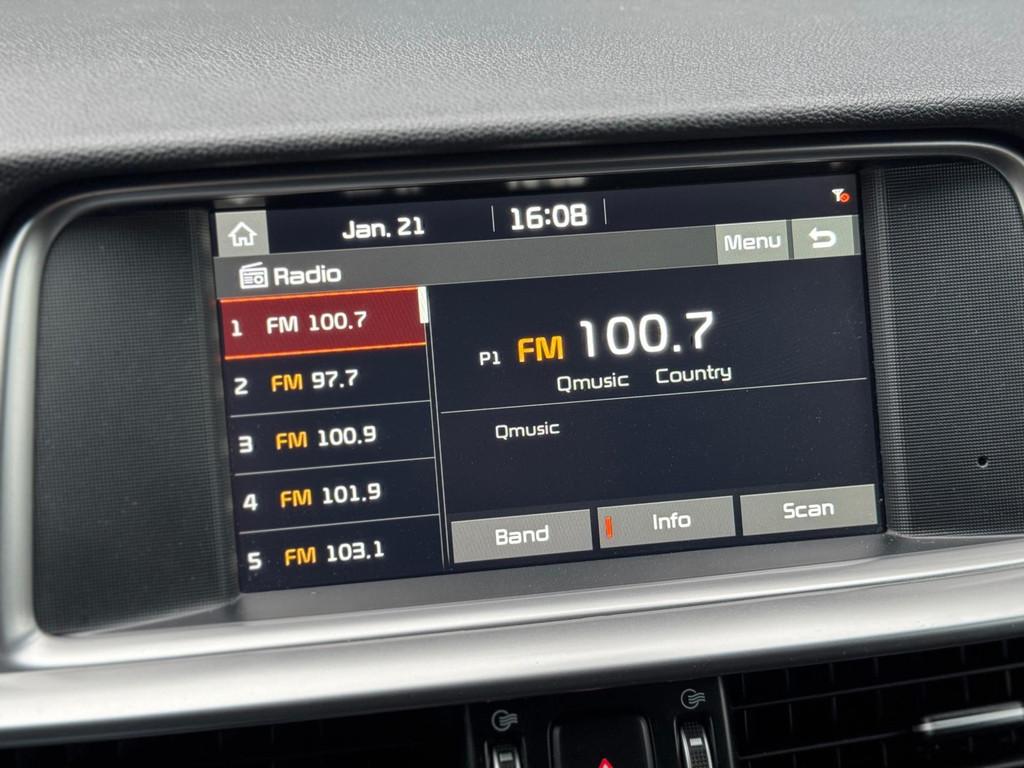 Jan. 21 16:08
Menu
Radio
1 FM 100.7
2 FM 97.7
3 FM 100.9
4 FM 101.9
5 FM 103.1
P1 FM 100.7
Qmusic Country
Qmusic
Band Info Scan